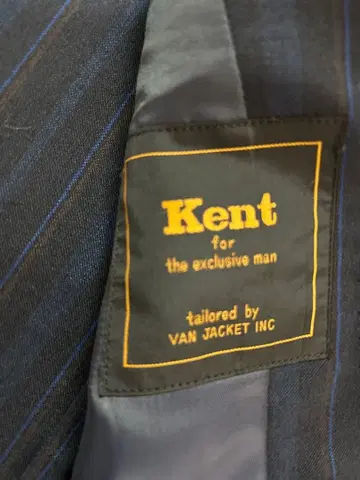 Kent
for
the exclusive man
tailored by
VAN JACKET INC